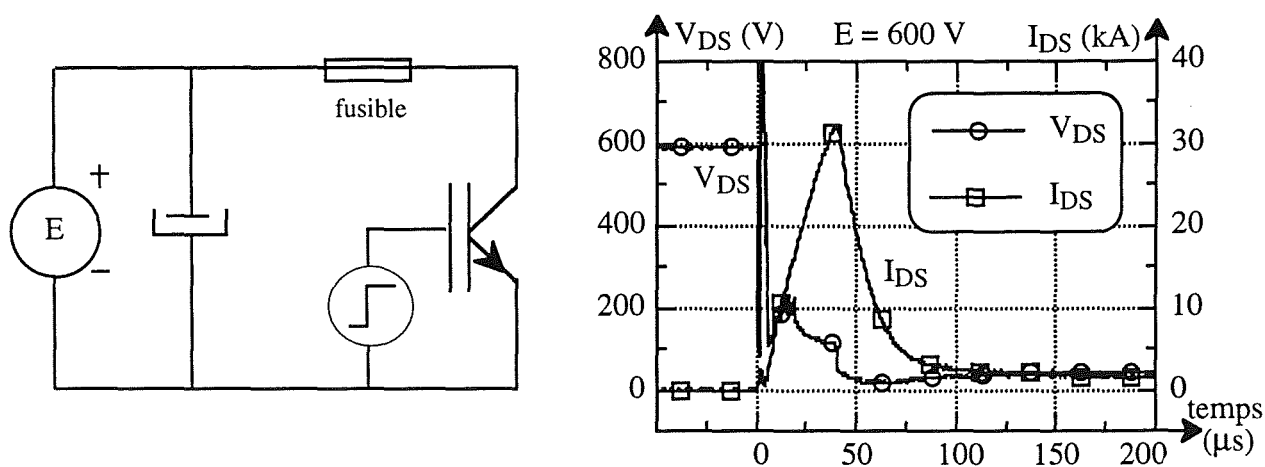 fusible
+
E
−
V_DS (V) E = 600 V I_DS (kA)
800
600
400
200
0
40
30
20
10
0
V_DS
I_DS
V_DS
I_DS
0 50 100 150 200
temps
(μs)